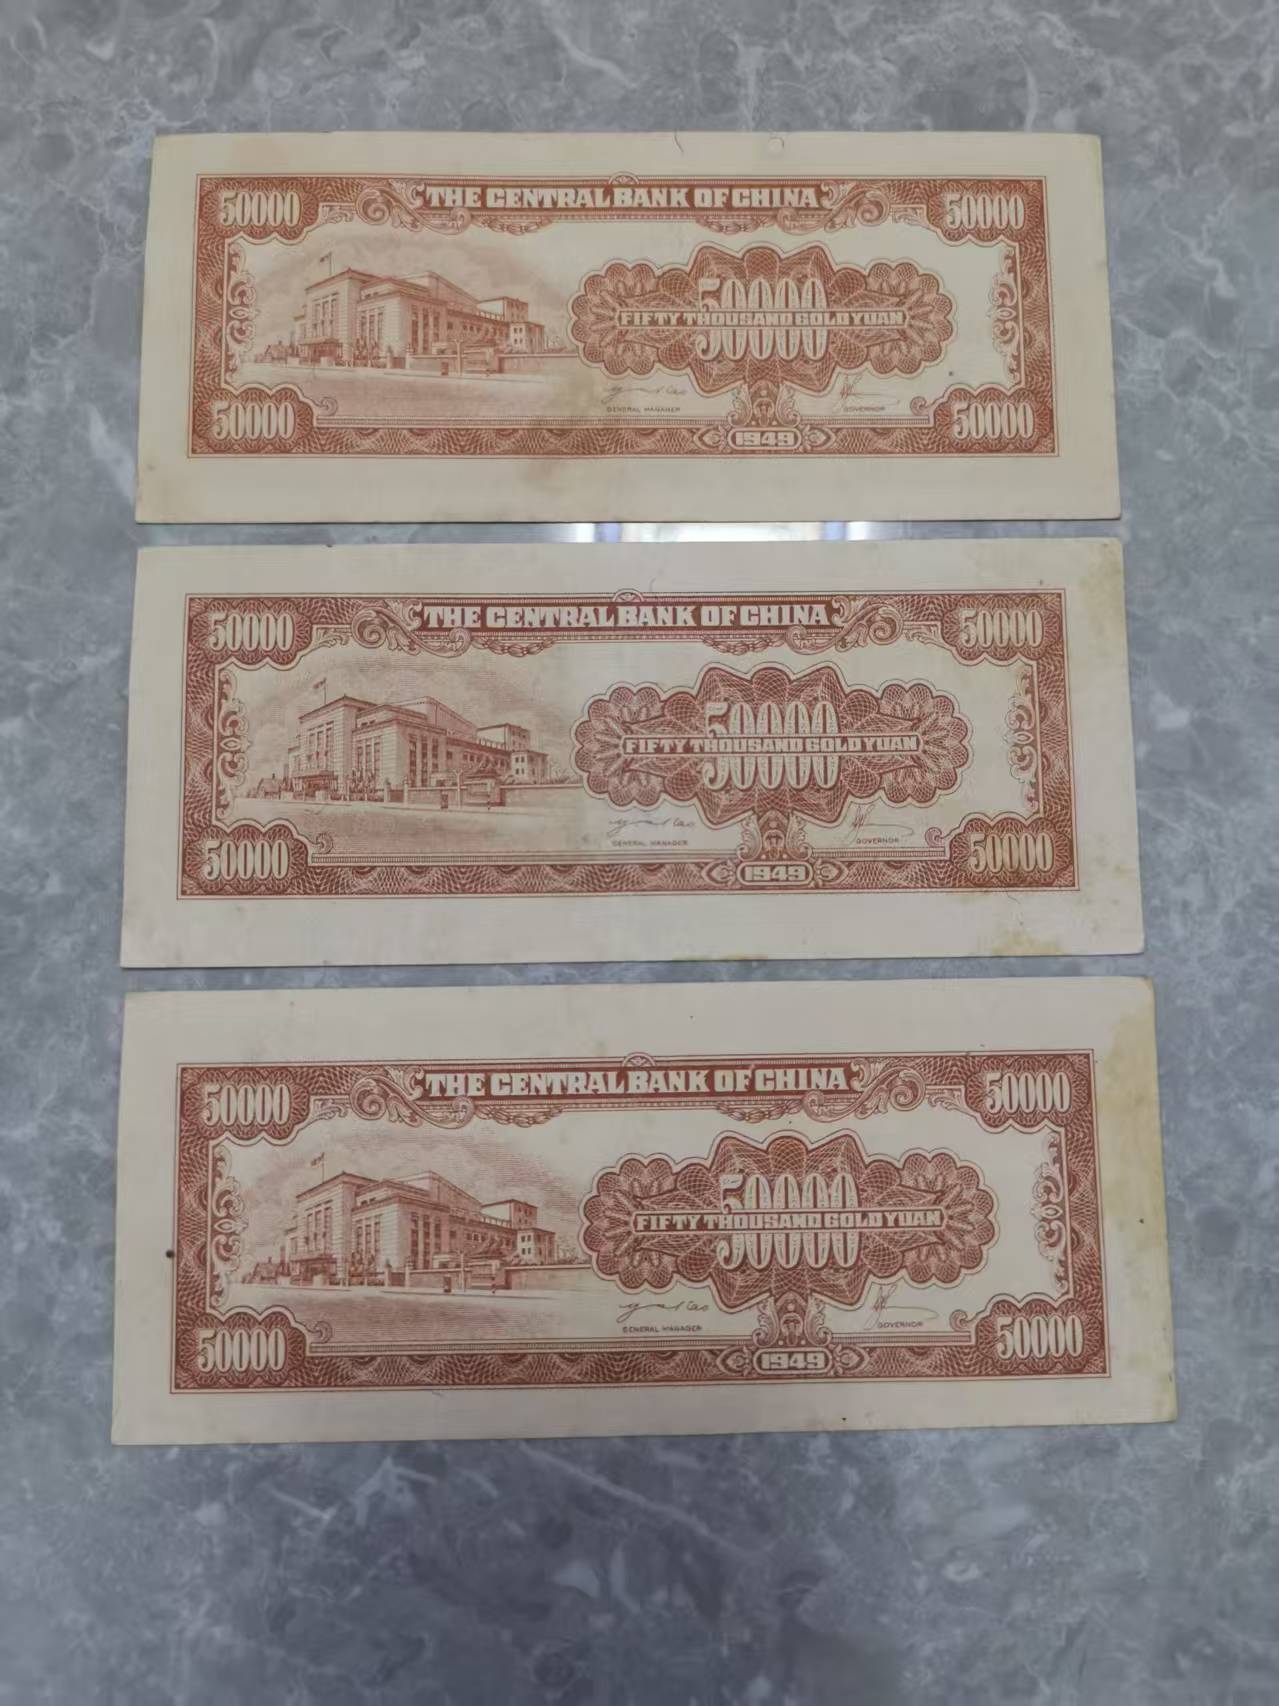 50000 THE CENTRAL BANK OF CHINA 50000
50000
FIFTY THOUSAND GOLD YUAN
GENERAL MANAGER GOVERNOR
50000 1949 50000
50000 THE CENTRAL BANK OF CHINA 50000
50000
FIFTY THOUSAND GOLD YUAN
GENERAL MANAGER GOVERNOR
50000 1949 50000
50000 THE CENTRAL BANK OF CHINA 50000
50000
FIFTY THOUSAND GOLD YUAN
GENERAL MANAGER GOVERNOR
50000 1949 50000